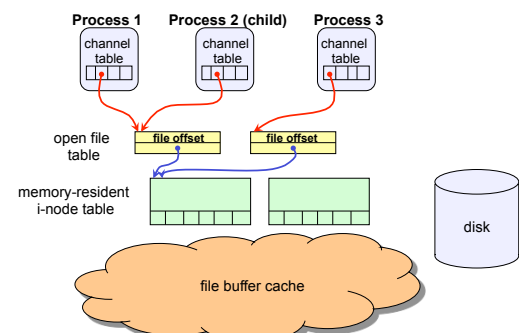 Process 1
Process 2 (child)
Process 3
channel
table
channel
table
channel
table
open file
table
file offset
file offset
memory-resident
i-node table
disk
file buffer cache